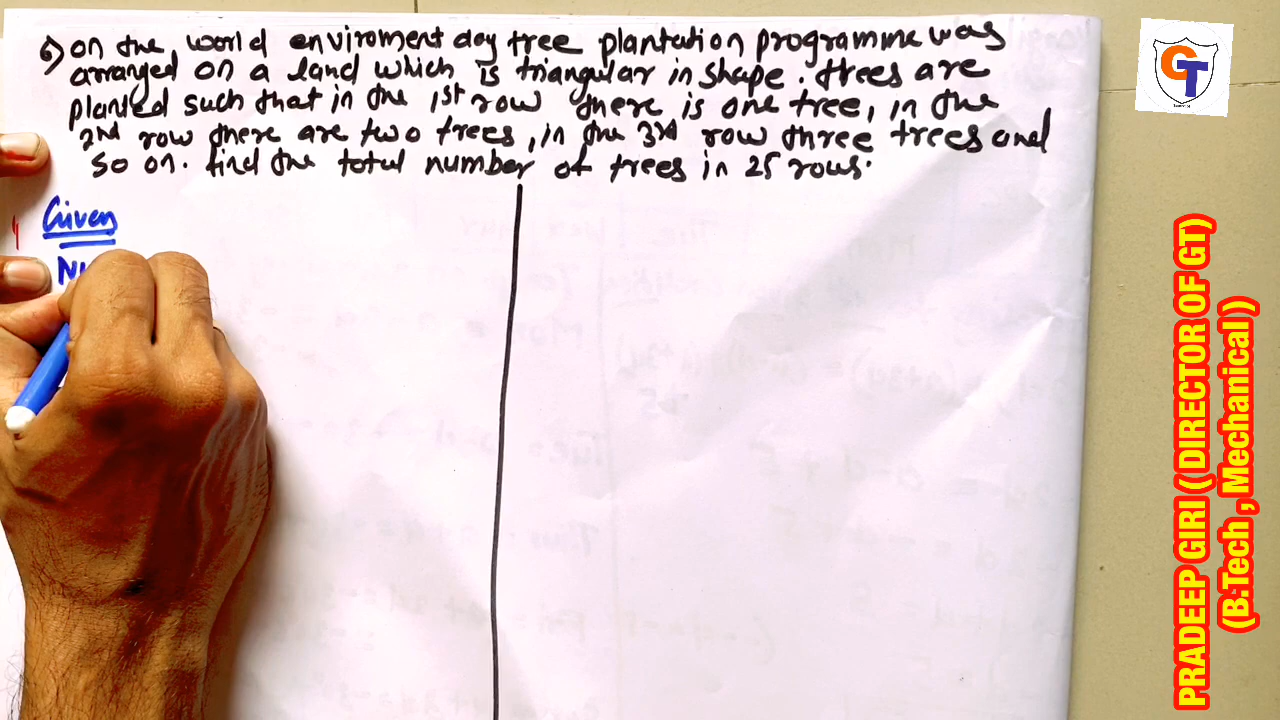 6) on the world enviroment day tree plantation programme was
arranged on a land which is triangular in shape. trees are
planted such that in the 1st row there is one tree, in the
2nd row there are two trees, in the 3rd row three trees and
so on. find the total number of trees in 25 rows.
Given
GT
PRADEEP GIRI ( DIRECTOR OF GT)
(B.Tech , Mechanical )